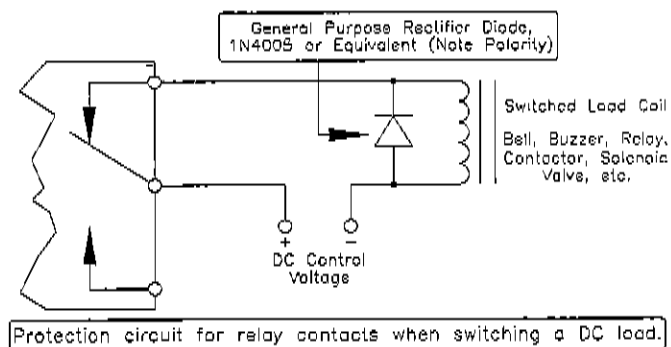 General Purpose Rectifier Diode,
1N4005 or Equivalent (Note Polarity)
Switched Load Coil
Bell, Buzzer, Relay,
Contactor, Solenoid
Valve, etc.
+ −
DC Control
Voltage
Protection circuit for relay contacts when switching a DC load.